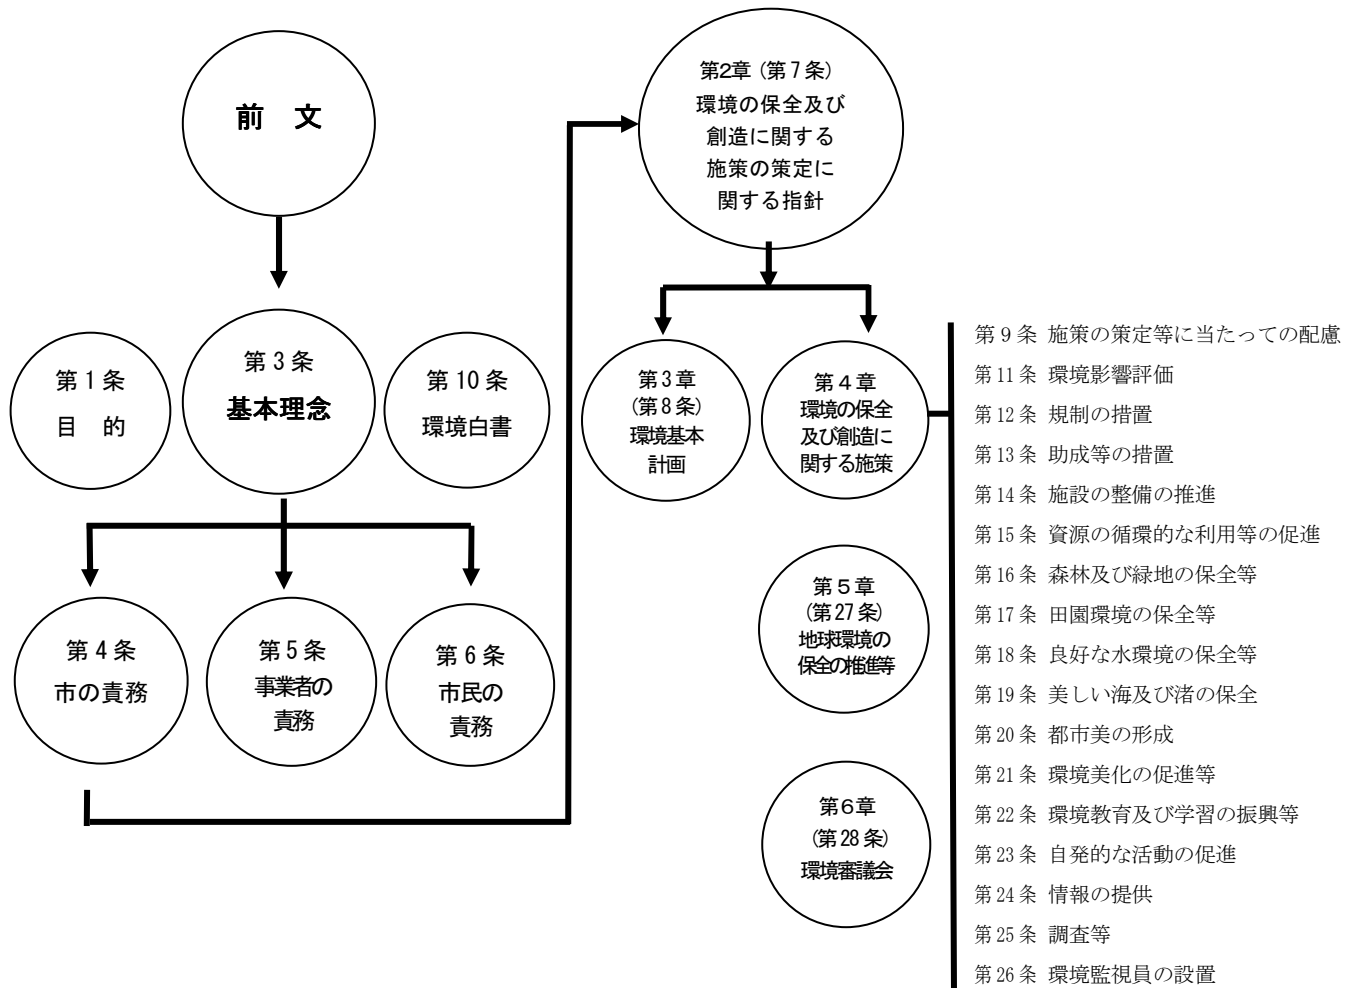 前　文
第１条
目　的
第３条
基本理念
第10条
環境白書
第４条
市の責務
第５条
事業者の
責務
第６条
市民の
責務
第2章（第７条）
環境の保全及び
創造に関する
施策の策定に
関する指針
第３章
（第８条）
環境基本
計画
第４章
環境の保全
及び創造に
関する施策
第５章
（第27条）
地球環境の
保全の推進等
第６章
（第28条）
環境審議会
第９条 施策の策定等に当たっての配慮
第11条 環境影響評価
第12条 規制の措置
第13条 助成等の措置
第14条 施設の整備の推進
第15条 資源の循環的な利用等の促進
第16条 森林及び緑地の保全等
第17条 田園環境の保全等
第18条 良好な水環境の保全等
第19条 美しい海及び渚の保全
第20条 都市美の形成
第21条 環境美化の促進等
第22条 環境教育及び学習の振興等
第23条 自発的な活動の促進
第24条 情報の提供
第25条 調査等
第26条 環境監視員の設置